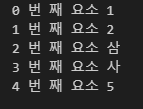 0 번 째 요소 1
1 번 째 요소 2
2 번 째 요소 삼
3 번 째 요소 사
4 번 째 요소 5